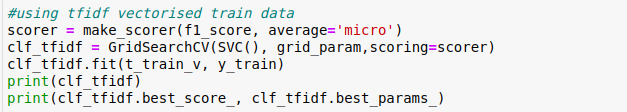 #using tfidf vectorised train data
scorer = make_scorer(f1_score, average='micro')
clf_tfidf = GridSearchCV(SVC(), grid_param,scoring=scorer)
clf_tfidf.fit(t_train_v, y_train)
print(clf_tfidf)
print(clf_tfidf.best_score_, clf_tfidf.best_params_)